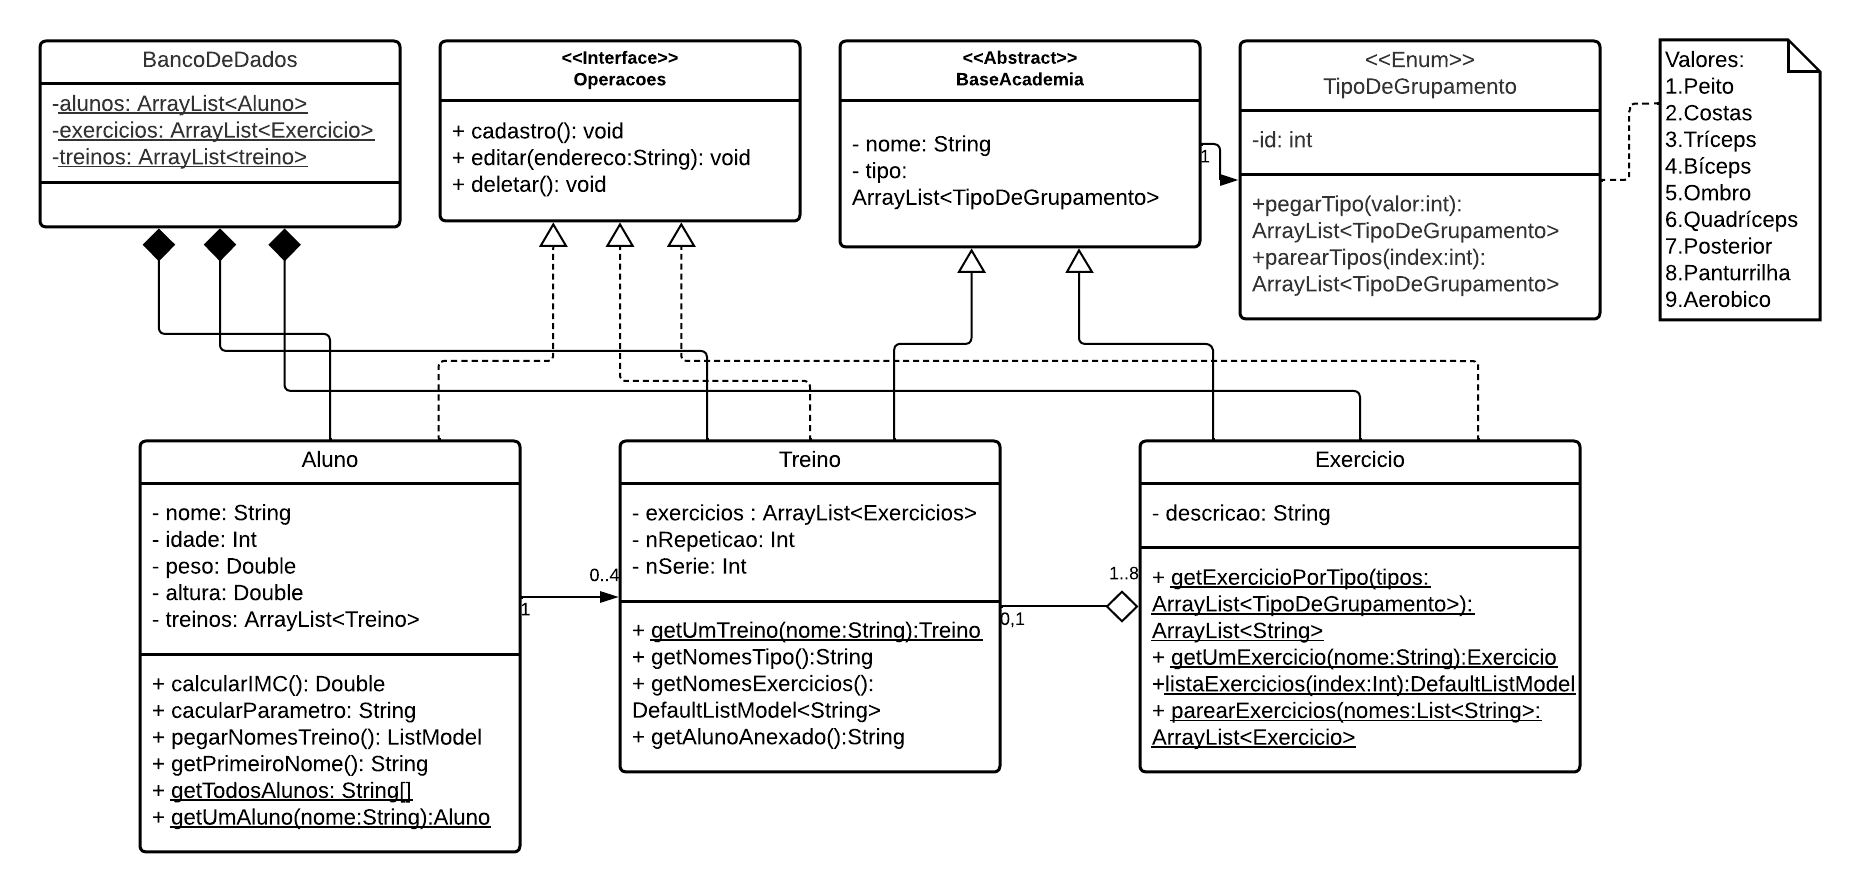 BancoDeDados
-alunos: ArrayList<Aluno>
-exercicios: ArrayList<Exercicio>
-treinos: ArrayList<treino>
<<Interface>>
Operacoes
+ cadastro(): void
+ editar(endereco:String): void
+ deletar(): void
<<Abstract>>
BaseAcademia
- nome: String
- tipo:
ArrayList<TipoDeGrupamento>
1
<<Enum>>
TipoDeGrupamento
-id: int
+pegarTipo(valor:int):
ArrayList<TipoDeGrupamento>
+parearTipos(index:int):
ArrayList<TipoDeGrupamento>
Valores:
1.Peito
2.Costas
3.Tríceps
4.Bíceps
5.Ombro
6.Quadríceps
7.Posterior
8.Panturrilha
9.Aerobico
Aluno
- nome: String
- idade: Int
- peso: Double
- altura: Double
- treinos: ArrayList<Treino>
+ calcularIMC(): Double
+ cacularParametro: String
+ pegarNomesTreino(): ListModel
+ getPrimeiroNome(): String
+ getTodosAlunos: String[]
+ getUmAluno(nome:String):Aluno
1
0..4
Treino
- exercicios : ArrayList<Exercicios>
- nRepeticao: Int
- nSerie: Int
+ getUmTreino(nome:String):Treino
+ getNomesTipo():String
+ getNomesExercicios():
DefaultListModel<String>
+ getAlunoAnexado():String
0,1
1..8
Exercicio
- descricao: String
+ getExercicioPorTipo(tipos:
ArrayList<TipoDeGrupamento>):
ArrayList<String>
+ getUmExercicio(nome:String):Exercicio
+listaExercicios(index:Int):DefaultListModel
+ parearExercicios(nomes:List<String>:
ArrayList<Exercicio>